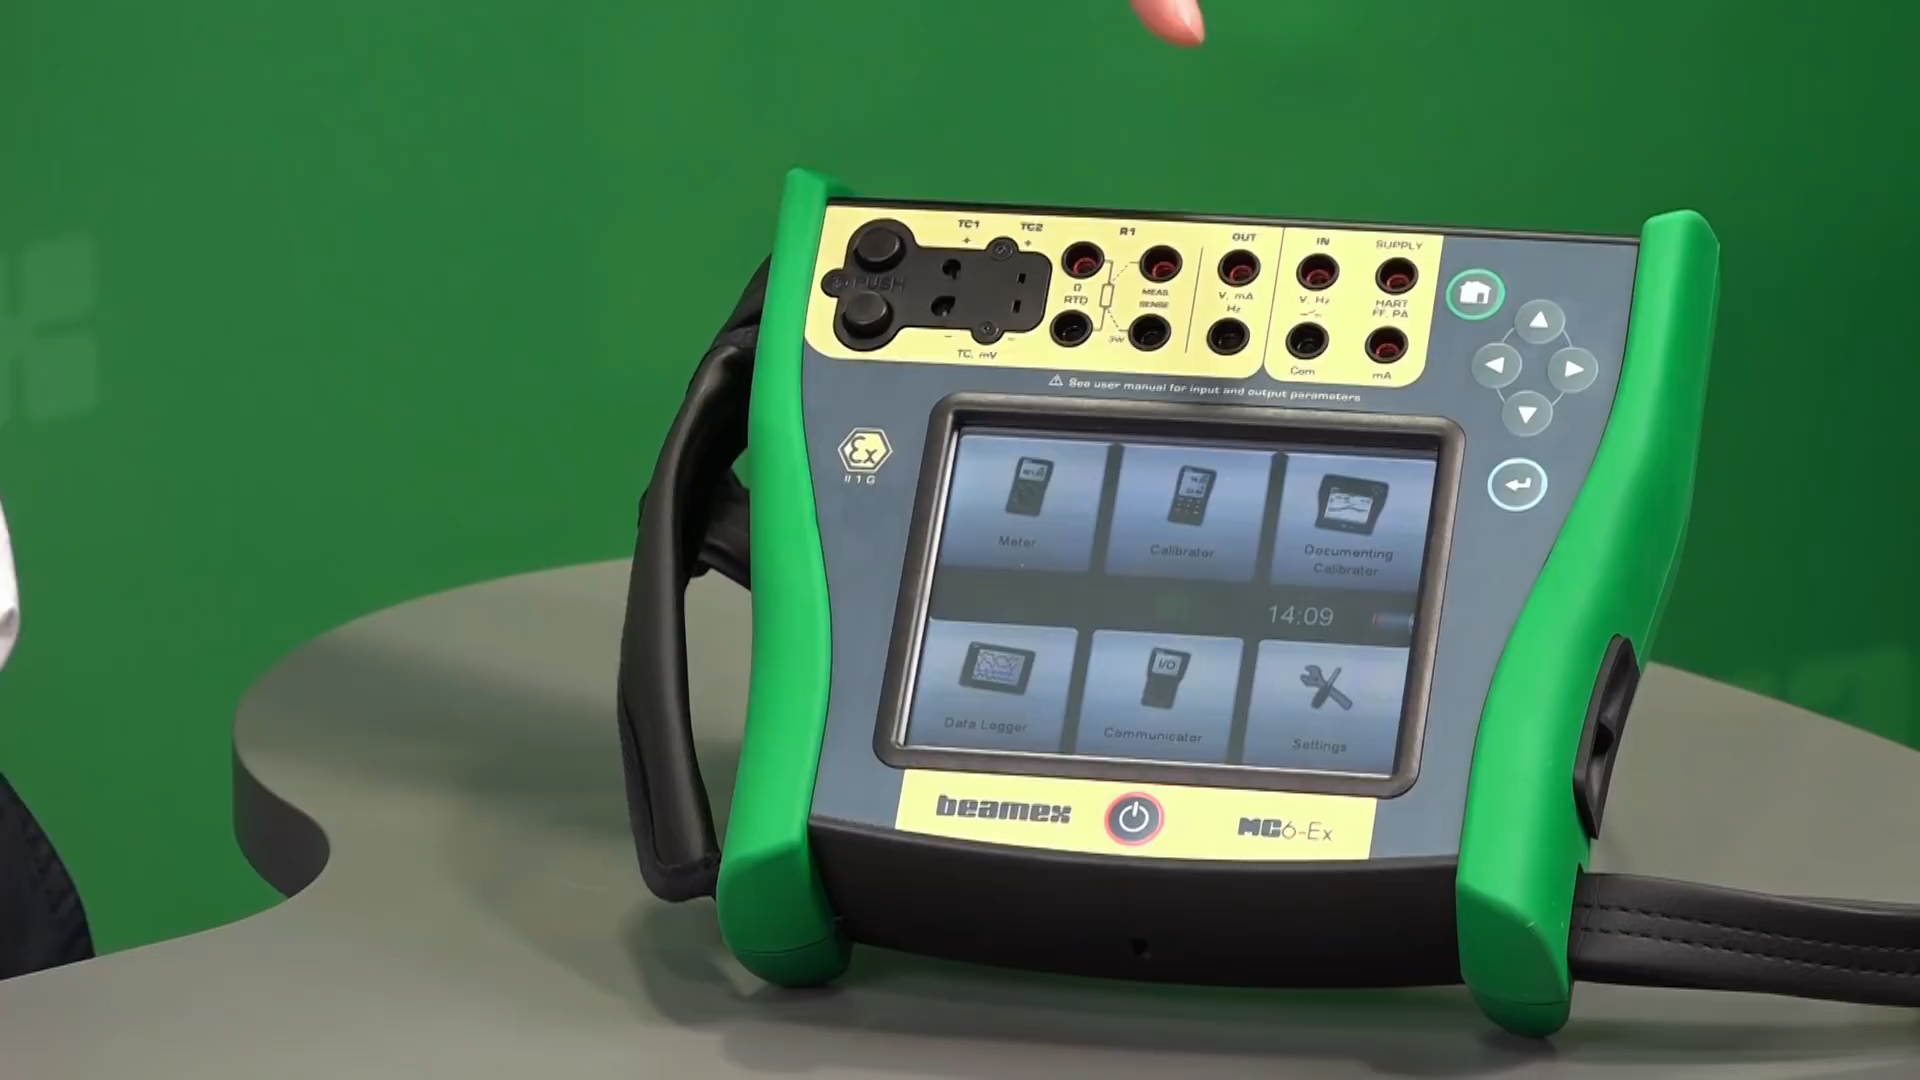 TC1 TC2 R1 OUT IN SUPPLY
PUSH
Ω
RTD
MEAS
SENSE
3W
V, mA
Hz
V, Hz
HART
FF, PA
TC, mV
Com
mA
⚠ See user manual for input and output parameters
Ex
II 1 G
Meter
Calibrator
Documenting
Calibrator
14:09
Data Logger
I/O
Communicator
Settings
beamex
MC6-Ex